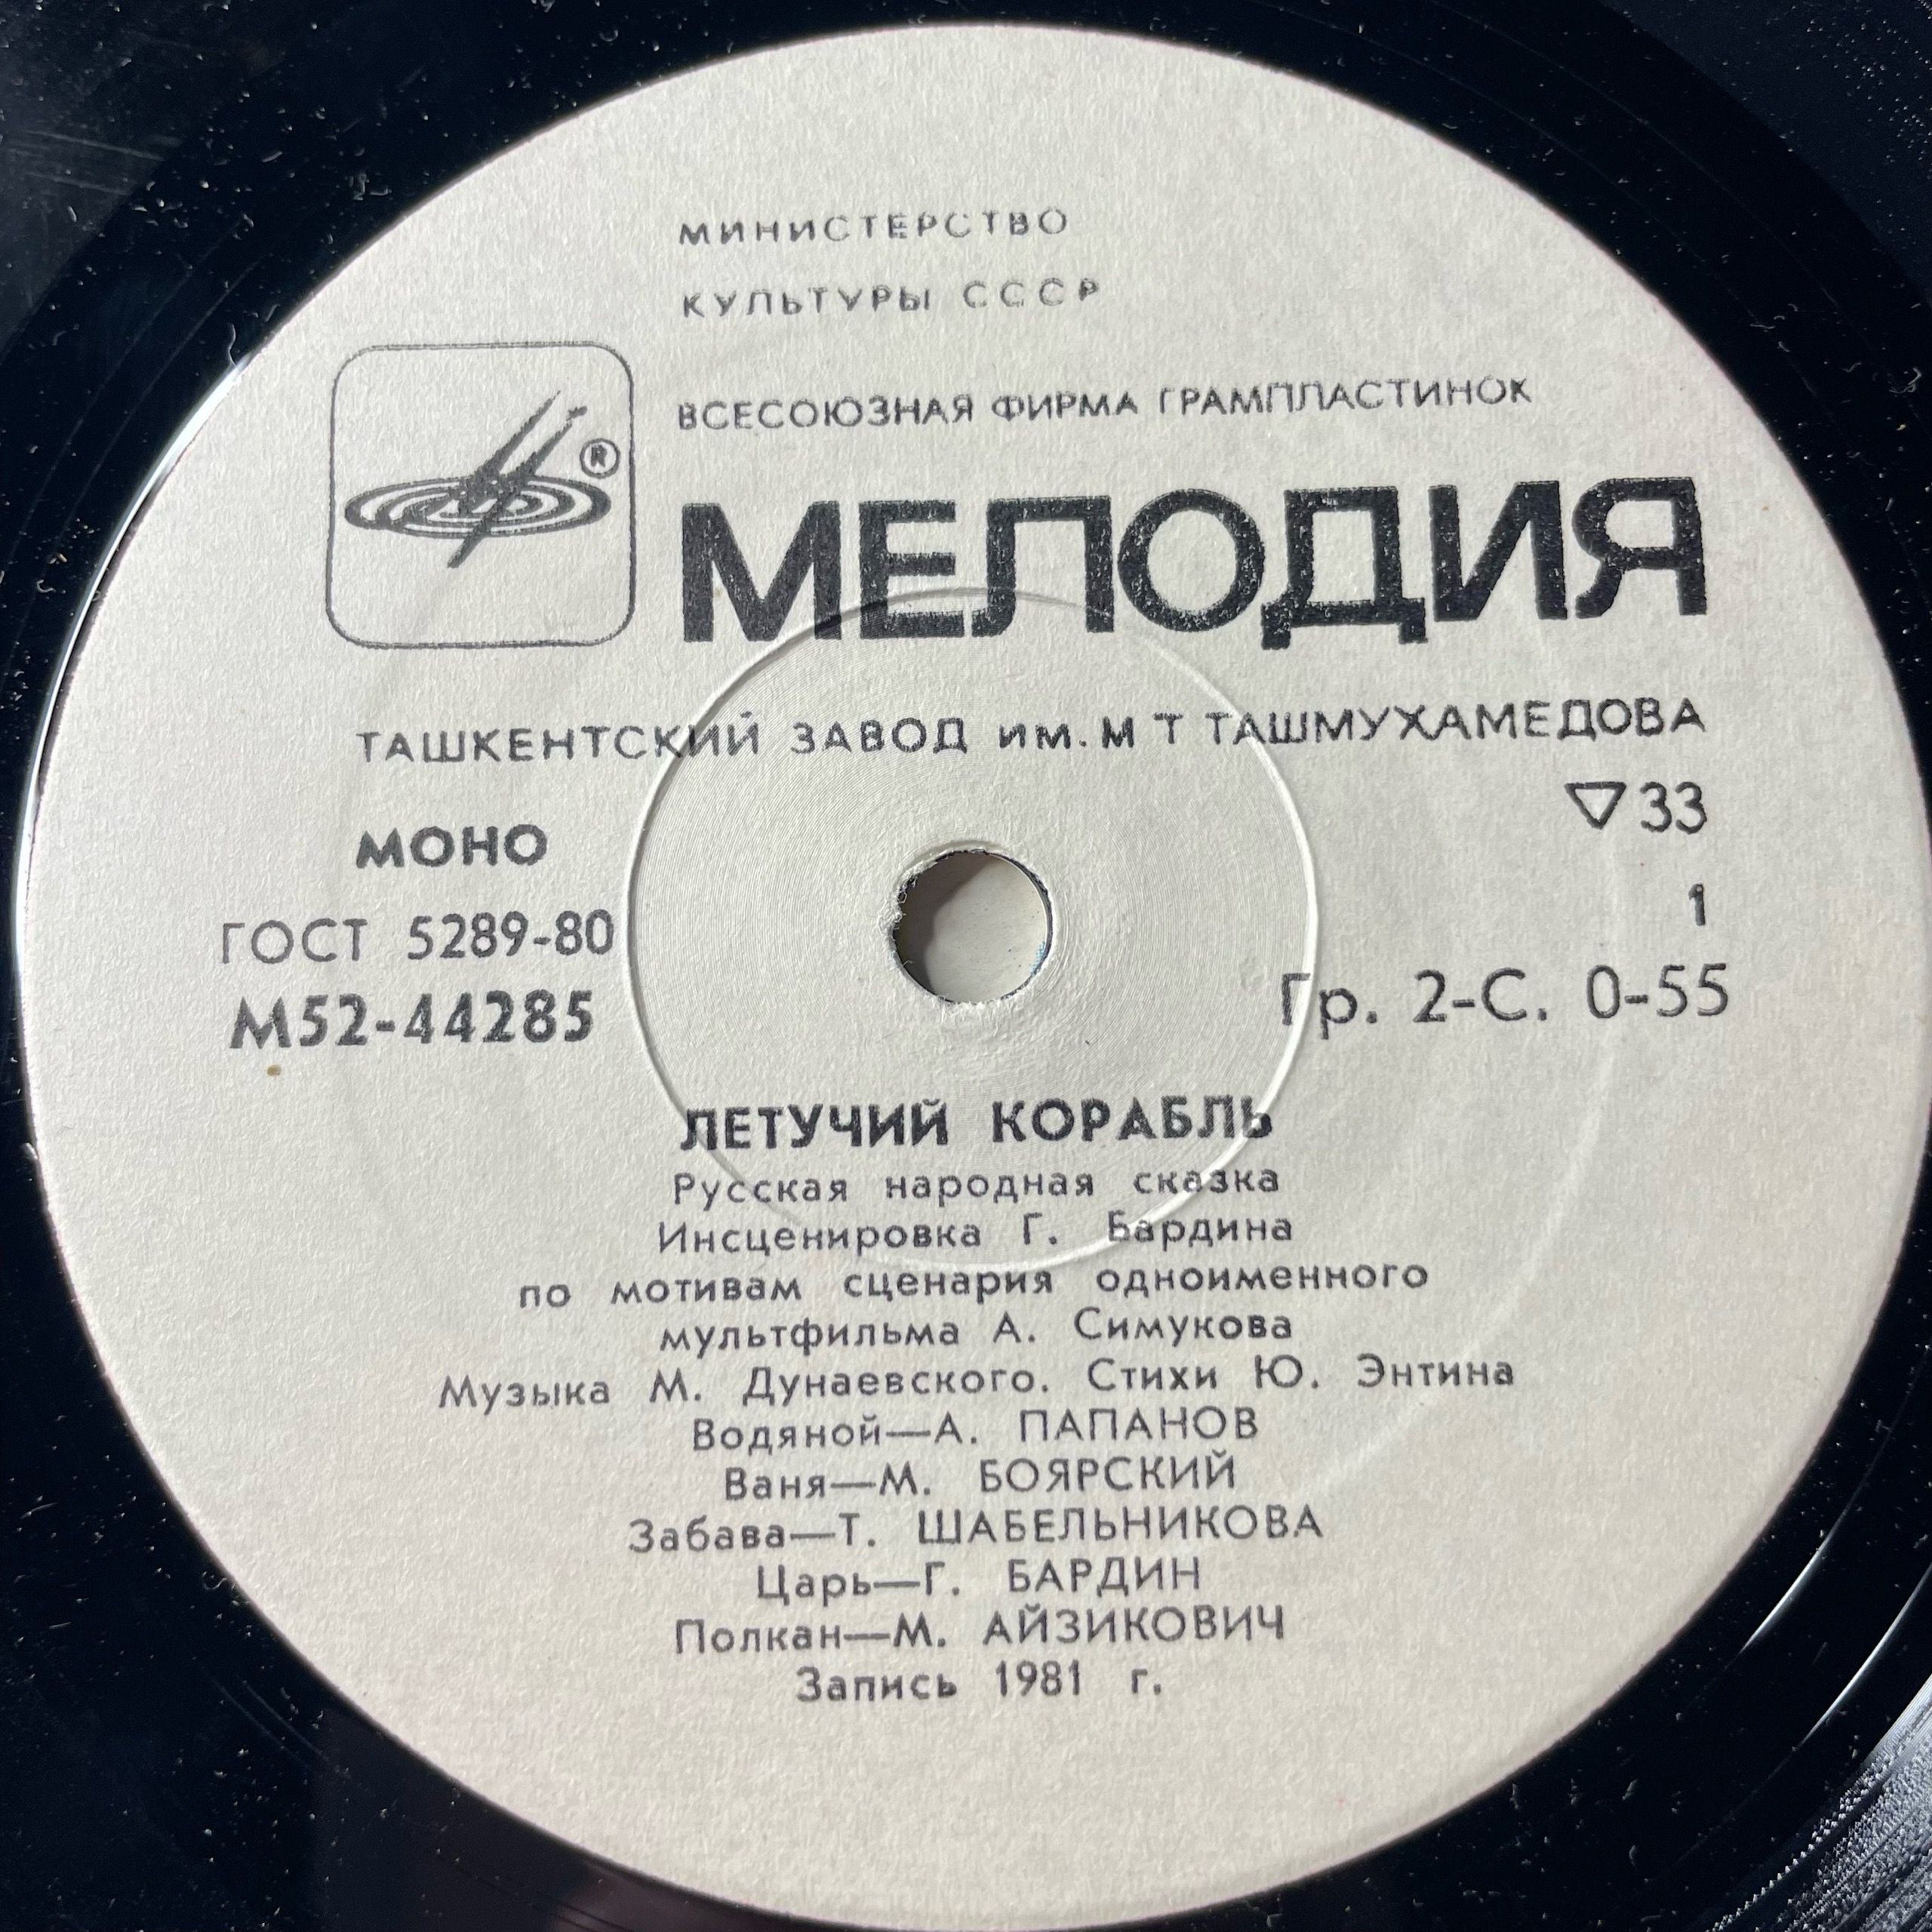 МИНИСТЕРСТВО
КУЛЬТУРЫ СССР
ВСЕСОЮЗНАЯ ФИРМА ГРАМПЛАСТИНОК
®
МЕЛОДИЯ
ТАШКЕНТСКИЙ ЗАВОД им. М Т ТАШМУХАМЕДОВА
▽33
МОНО
1
ГОСТ 5289-80
Гр. 2-С. 0-55
М52-44285
ЛЕТУЧИЙ КОРАБЛЬ
Русская народная сказка
Инсценировка Г. Бардина
по мотивам сценария одноименного
мультфильма А. Симукова
Музыка М. Дунаевского. Стихи Ю. Энтина
Водяной—А. ПАПАНОВ
Ваня—М. БОЯРСКИЙ
Забава—Т. ШАБЕЛЬНИКОВА
Царь—Г. БАРДИН
Полкан—М. АЙЗИКОВИЧ
Запись 1981 г.